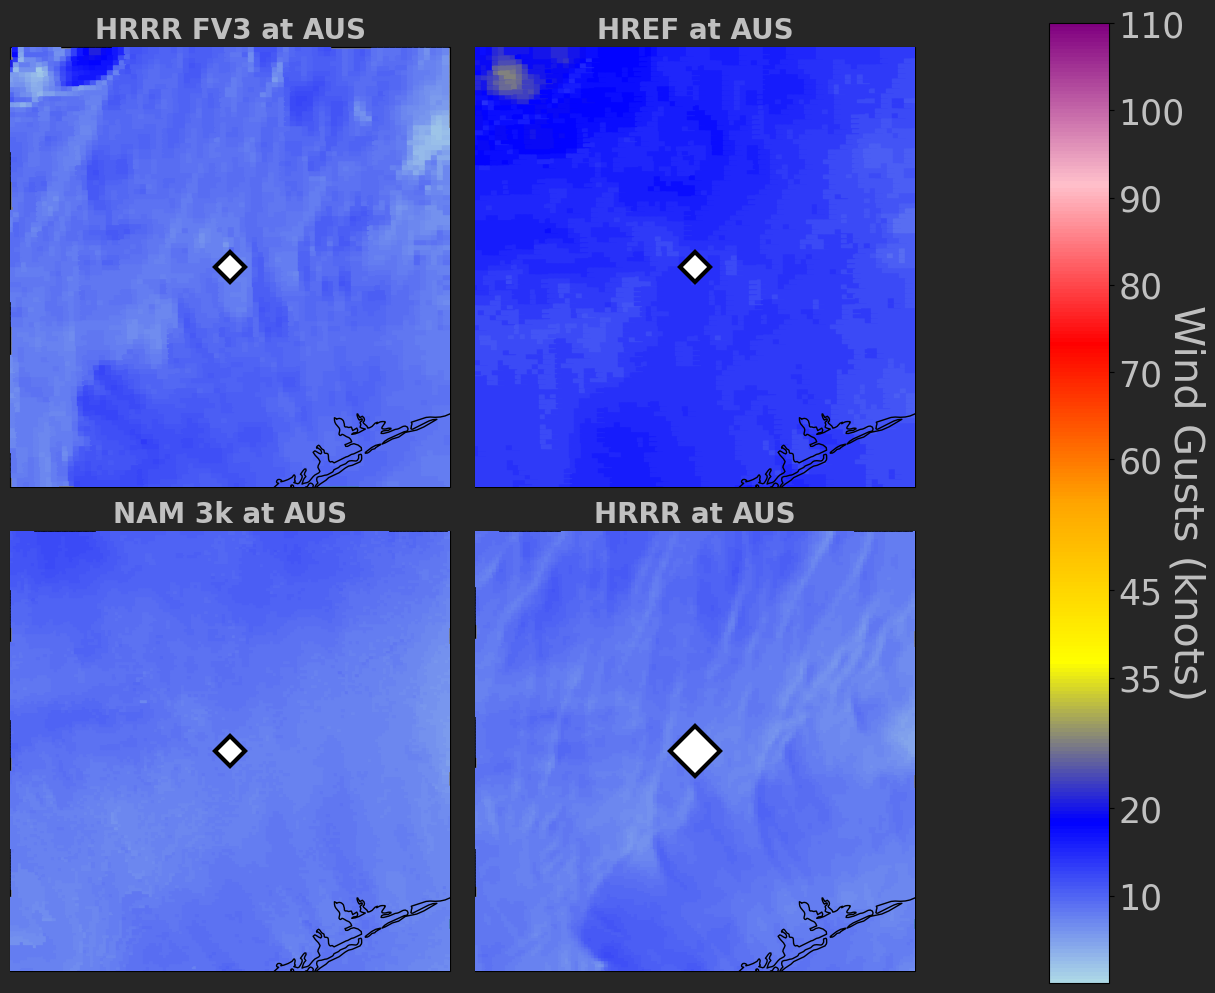 HRRR FV3 at AUS
HREF at AUS
NAM 3k at AUS
HRRR at AUS
110
100
90
80
70
60
45
35
20
10
Wind Gusts (knots)